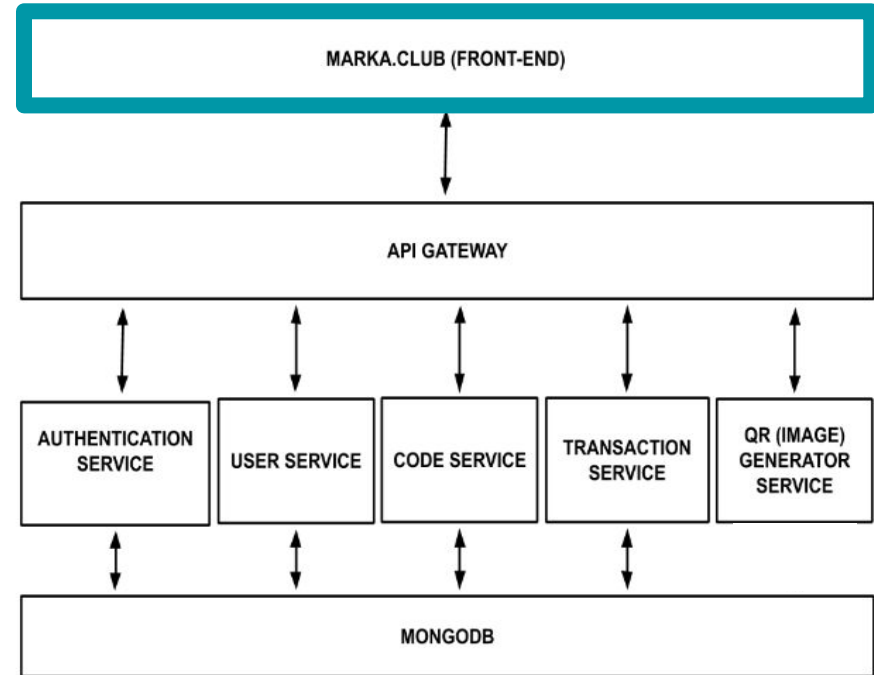 MARKA.CLUB (FRONT-END)
API GATEWAY
AUTHENTICATION
SERVICE
USER SERVICE
CODE SERVICE
TRANSACTION
SERVICE
QR (IMAGE)
GENERATOR
SERVICE
MONGODB